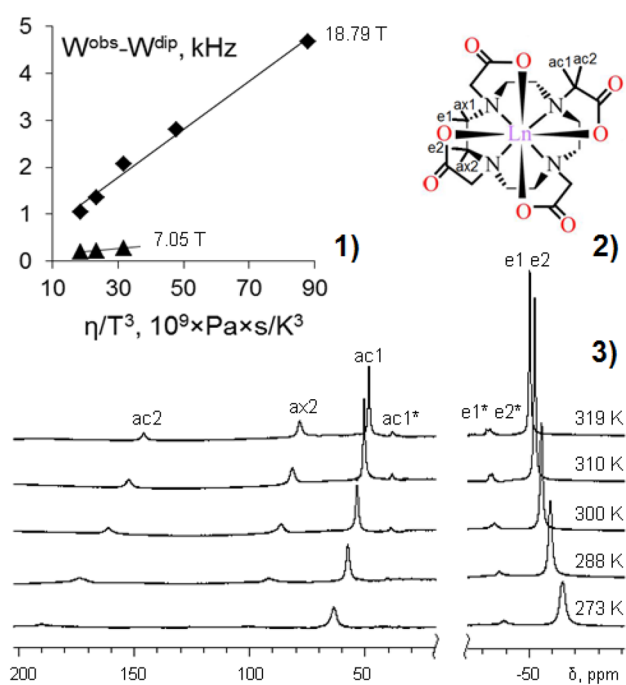 5
W^obs-W^dip, kHz
18.79 T
4
3
2
1
7.05 T
0
10 30 50 70 90
η/T³, 10⁹×Pa×s/K³
1)
O
O
ac1 ac2
ax1
N N
e1
O
O
Ln
O
O
e2
ax2
N N
O
O
2)
e1 e2
3)
ac1
ac2
ax2
ac1*
e1* e2*
319 K
310 K
300 K
288 K
273 K
200 150 100 50 -50 δ, ppm